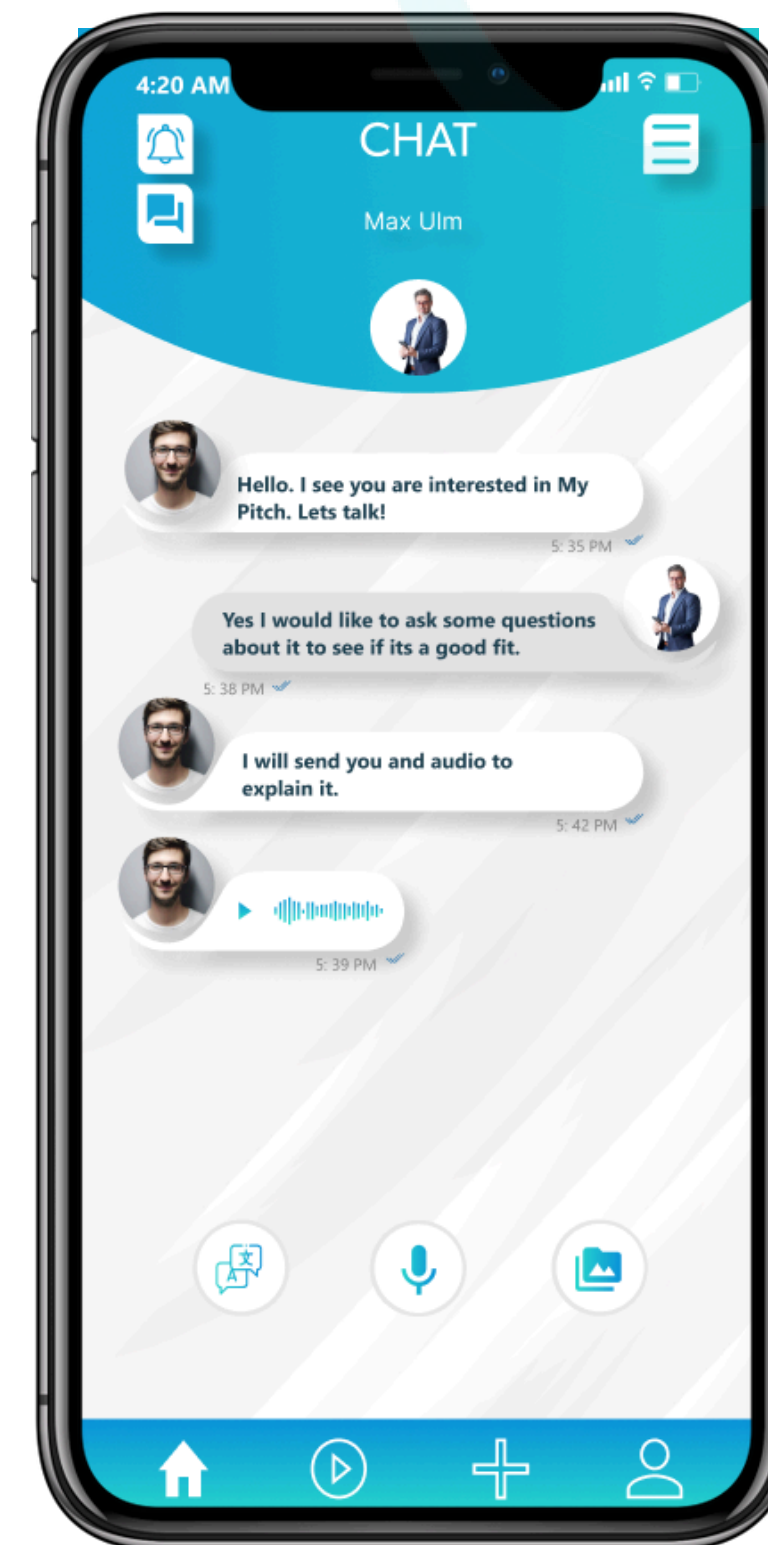 4:20 AM
CHAT
Max Ulm
Hello. I see you are interested in My
Pitch. Lets talk!
5: 35 PM
Yes I would like to ask some questions
about it to see if its a good fit.
5: 38 PM
I will send you and audio to
explain it.
5: 42 PM
5: 39 PM
文
A